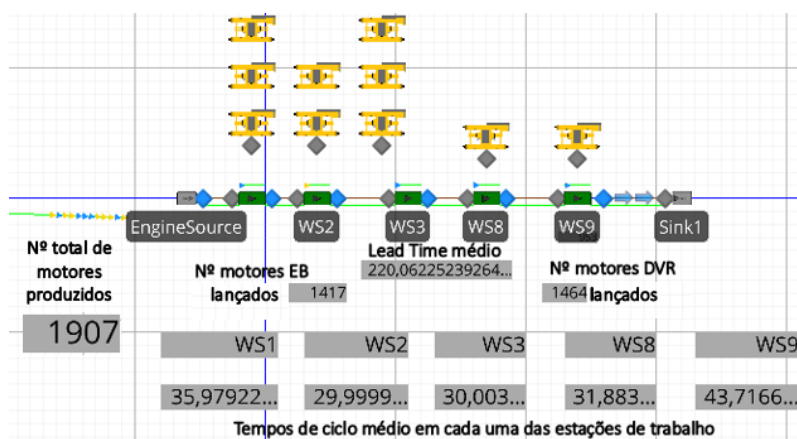 EngineSource
WS2
WS3
WS8
WS9
Sink1
Nº total de
motores
produzidos
1907
Nº motores EB
lançados
1417
Lead Time médio
220,06225239264...
Nº motores DVR
1464 lançados
WS1 WS2 WS3 WS8 WS9
35,97922... 29,9999... 30,003... 31,883... 43,7166...
Tempos de ciclo médio em cada uma das estações de trabalho